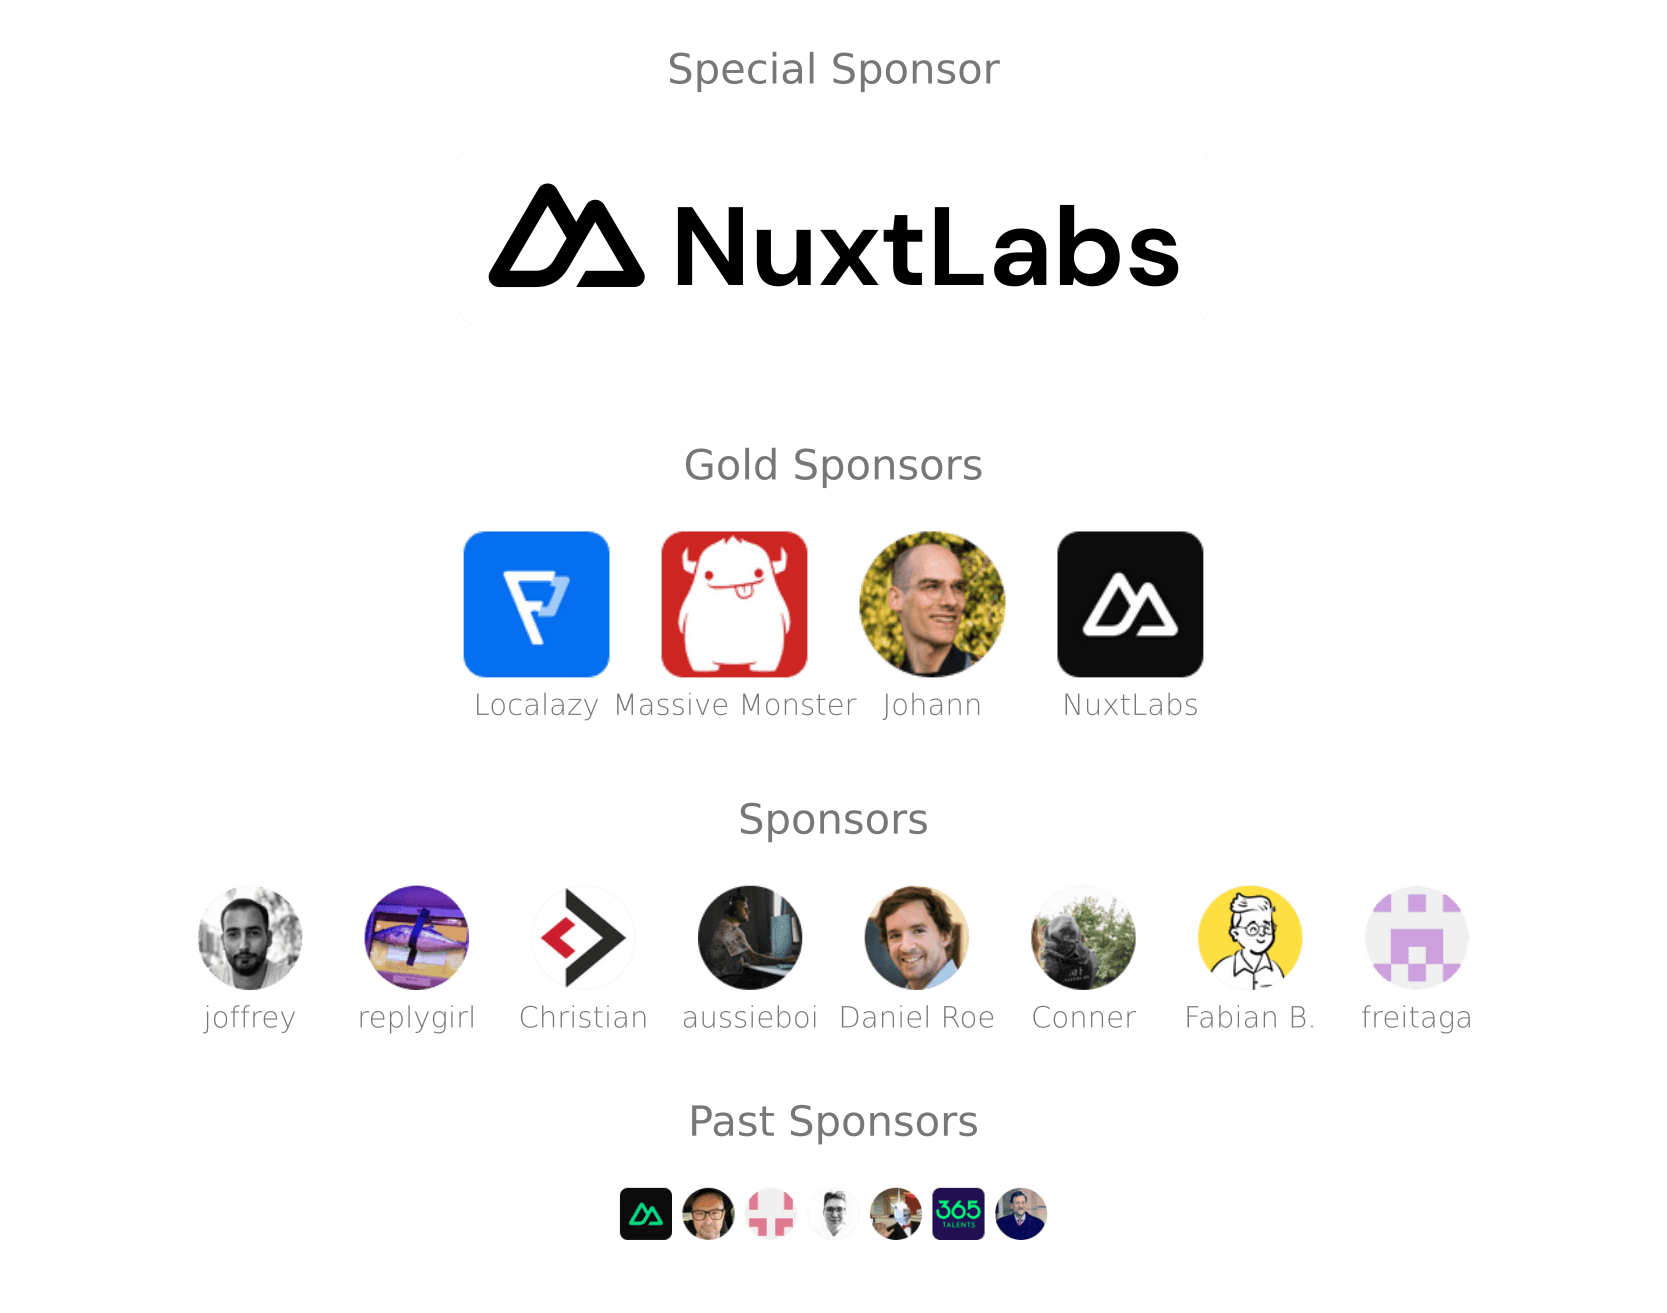 Special Sponsor
NuxtLabs
Gold Sponsors
Localazy Massive Monster Johann NuxtLabs
Sponsors
joffrey replygirl Christian aussieboi Daniel Roe Conner Fabian B. freitaga
Past Sponsors
365
TALENTS